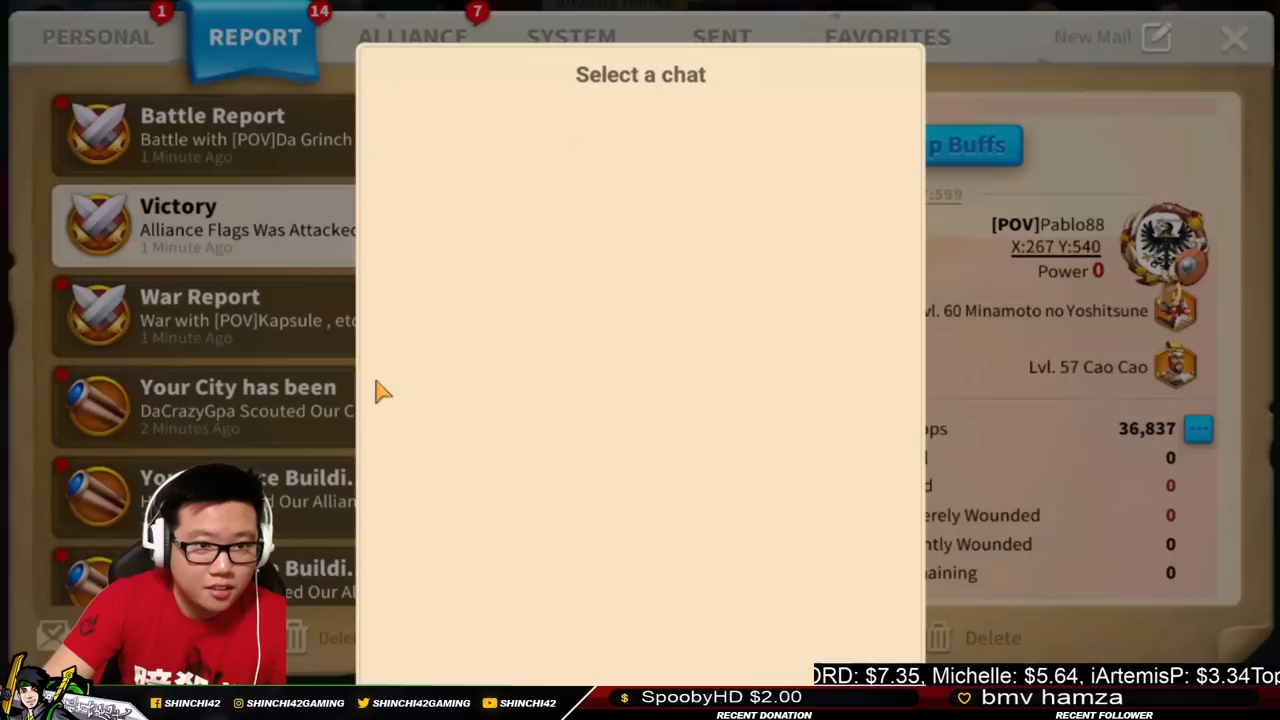 1
14
7
PERSONAL
REPORT
ALLIANCE
SYSTEM
SENT
FAVORITES
New Mail
Select a chat
Battle Report
Battle with [POV]Da Grinch
1 Minute Ago
Victory
Alliance Flags Was Attacked
1 Minute Ago
War Report
War with [POV]Kapsule , etc
1 Minute Ago
Your City has been
DaCrazyGpa Scouted Our C
2 Minutes Ago
ce Buildi.
d Our Allian
e Buildi.
ed Our Al
p Buffs
:599
[POV]Pablo88
X:267 Y:540
Power 0
vl. 60 Minamoto no Yoshitsune
Lvl. 57 Cao Cao
ops 36,837
0
d 0
erely Wounded 0
ntly Wounded 0
aining 0
Delete
ORD: $7.35, Michelle: $5.64, iArtemisP: $3.34Top
SHINCHI42
SHINCHI42GAMING
SHINCHI42GAMING
SHINCHI42
$ SpoobyHD $2.00
RECENT DONATION
bmv hamza
RECENT FOLLOWER